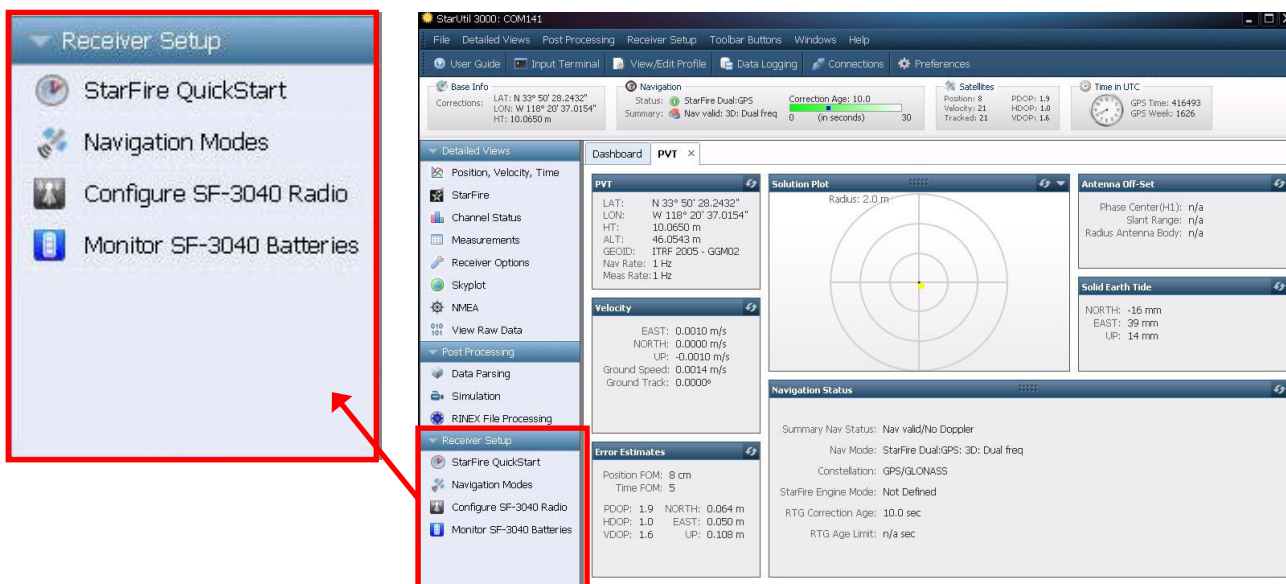 Receiver Setup
StarFire QuickStart
Navigation Modes
Configure SF-3040 Radio
Monitor SF-3040 Batteries
StarUtil 3000: COM141
File Detailed Views Post Processing Receiver Setup Toolbar Buttons Windows Help
User Guide Input Terminal View/Edit Profile Data Logging Connections Preferences
Base Info
Corrections: LAT: N 33° 50' 28.2432"
LON: W 118° 20' 37.0154"
HT: 10.0650 m
Navigation
Status: StarFire Dual:GPS
Summary: Nav valid: 3D: Dual freq
Correction Age: 10.0
0 (in seconds) 30
Satellites
Position: 8 PDOP: 1.9
Velocity: 21 HDOP: 1.0
Tracked: 21 VDOP: 1.6
Time in UTC
GPS Time: 416493
GPS Week: 1626
Detailed Views
Position, Velocity, Time
StarFire
Channel Status
Measurements
Receiver Options
Skyplot
NMEA
View Raw Data
Post Processing
Data Parsing
Simulation
RINEX File Processing
Receiver Setup
StarFire QuickStart
Navigation Modes
Configure SF-3040 Radio
Monitor SF-3040 Batteries
Dashboard PVT ×
PVT
LAT: N 33° 50' 28.2432"
LON: W 118° 20' 37.0154"
HT: 10.0650 m
ALT: 46.0543 m
GEOID: ITRF 2005 - GGM02
Nav Rate: 1 Hz
Meas Rate: 1 Hz
Velocity
EAST: 0.0010 m/s
NORTH: 0.0000 m/s
UP: -0.0010 m/s
Ground Speed: 0.0014 m/s
Ground Track: 0.0000º
Error Estimates
Position FOM: 8 cm
Time FOM: 5
PDOP: 1.9 NORTH: 0.064 m
HDOP: 1.0 EAST: 0.050 m
VDOP: 1.6 UP: 0.108 m
Solution Plot
Radius: 2.0 m
Antenna Off-Set
Phase Center(H1): n/a
Slant Range: n/a
Radius Antenna Body: n/a
Solid Earth Tide
NORTH: -16 mm
EAST: 39 mm
UP: 14 mm
Navigation Status
Summary Nav Status: Nav valid/No Doppler
Nav Mode: StarFire Dual:GPS: 3D: Dual freq
Constellation: GPS/GLONASS
StarFire Engine Mode: Not Defined
RTG Correction Age: 10.0 sec
RTG Age Limit: n/a sec